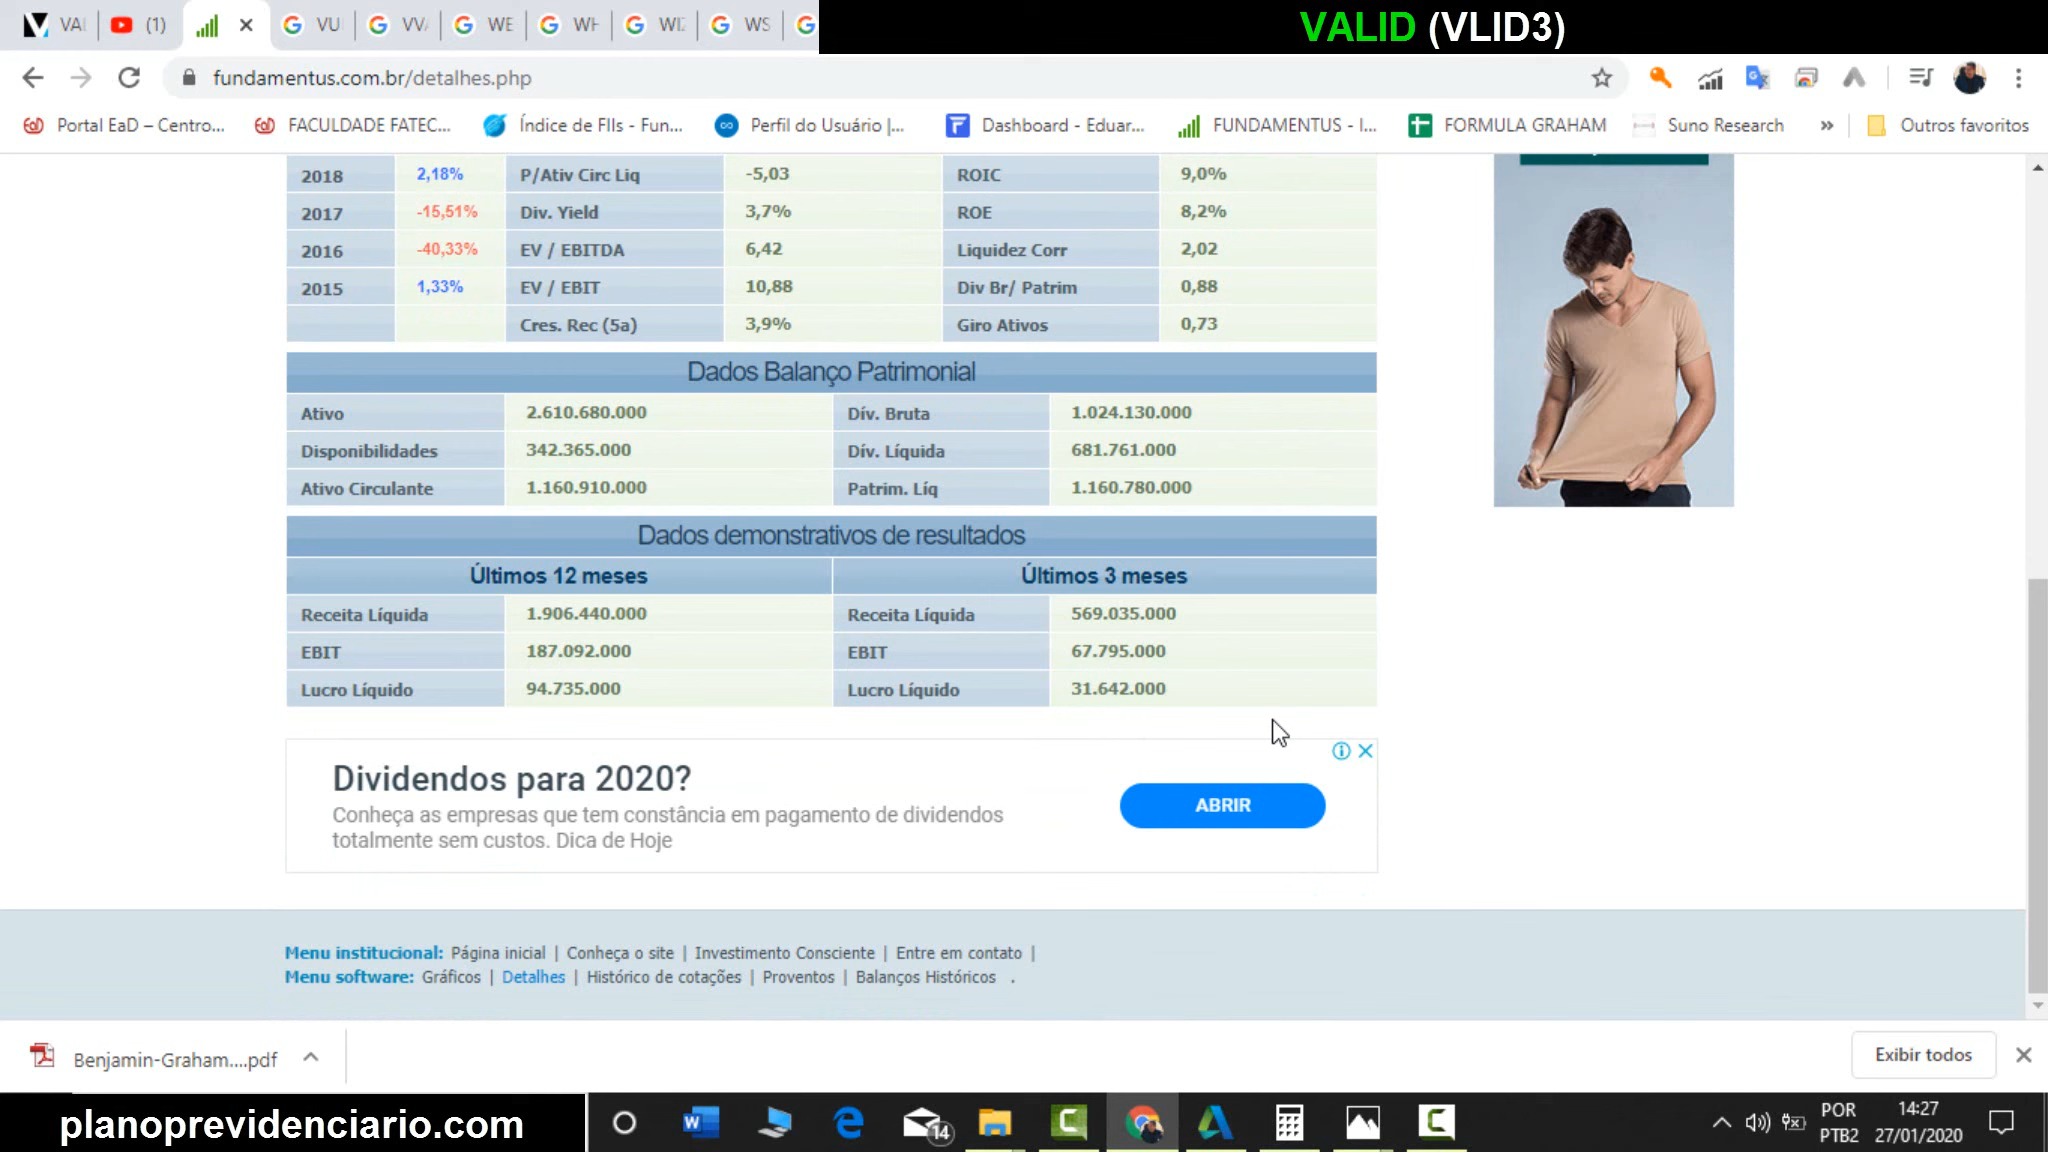 VAI
(1)
VU
VVA
WE
WH
WIZ
WS
VALID (VLID3)
fundamentus.com.br/detalhes.php
Portal EaD – Centro...
FACULDADE FATEC...
Índice de FIIs - Fun...
Perfil do Usuário |...
Dashboard - Eduar...
FUNDAMENTUS - I...
FORMULA GRAHAM
Suno Research
»
Outros favoritos
2018 2,18% P/Ativ Circ Liq -5,03 ROIC 9,0%
2017 -15,51% Div. Yield 3,7% ROE 8,2%
2016 -40,33% EV / EBITDA 6,42 Liquidez Corr 2,02
2015 1,33% EV / EBIT 10,88 Div Br/ Patrim 0,88
Cres. Rec (5a) 3,9% Giro Ativos 0,73
Dados Balanço Patrimonial
Ativo 2.610.680.000 Dív. Bruta 1.024.130.000
Disponibilidades 342.365.000 Dív. Líquida 681.761.000
Ativo Circulante 1.160.910.000 Patrim. Líq 1.160.780.000
Dados demonstrativos de resultados
Últimos 12 meses Últimos 3 meses
Receita Líquida 1.906.440.000 Receita Líquida 569.035.000
EBIT 187.092.000 EBIT 67.795.000
Lucro Líquido 94.735.000 Lucro Líquido 31.642.000
Dividendos para 2020?
Conheça as empresas que tem constância em pagamento de dividendos
totalmente sem custos. Dica de Hoje
ABRIR
Menu institucional: Página inicial | Conheça o site | Investimento Consciente | Entre em contato |
Menu software: Gráficos | Detalhes | Histórico de cotações | Proventos | Balanços Históricos .
Benjamin-Graham....pdf
Exibir todos
planoprevidenciario.com
14
POR
PTB2
14:27
27/01/2020